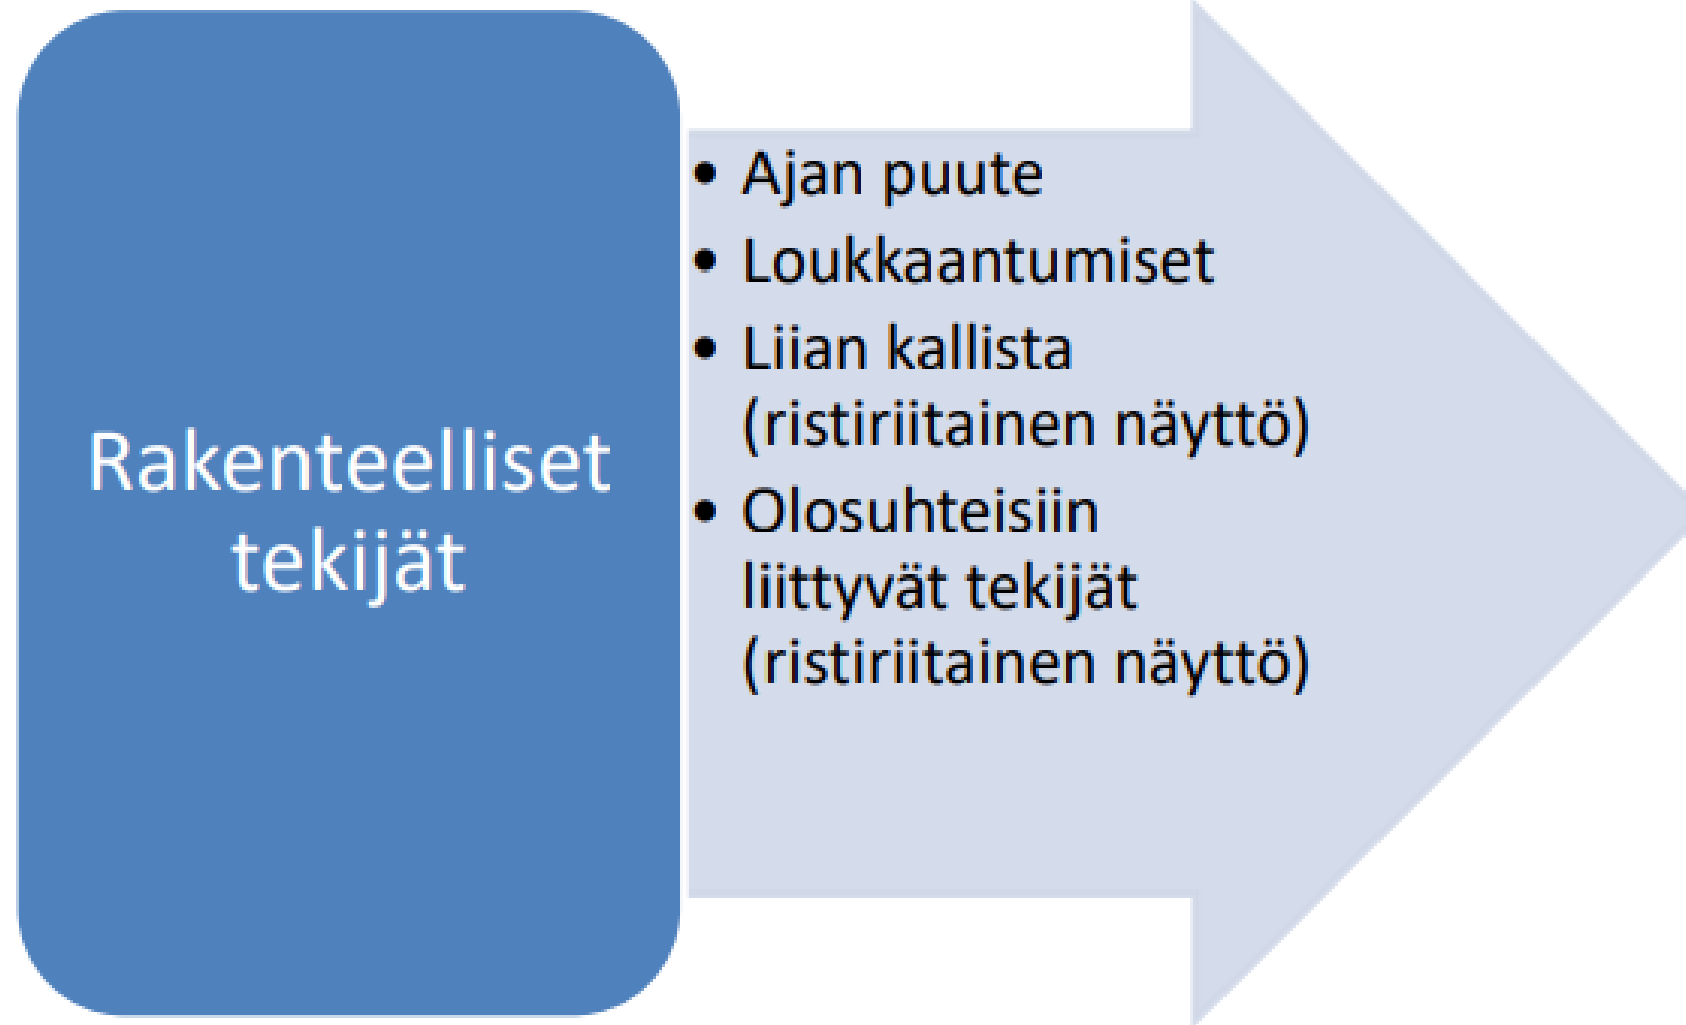 Rakenteelliset
tekijät
• Ajan puute
• Loukkaantumiset
• Liian kallista
(ristiriitainen näyttö)
• Olosuhteisiin
liittyvät tekijät
(ristiriitainen näyttö)